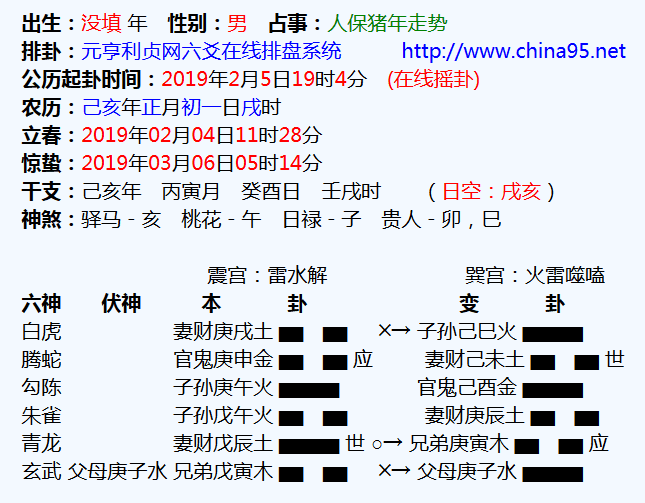 出生：没填 年 性别：男 占事：人保猪年走势
排卦：元亨利贞网六爻在线排盘系统 http://www.china95.net
公历起卦时间：2019年2月5日19时4分 (在线摇卦)
农历：己亥年正月初一日戌时
立春：2019年02月04日11时28分
惊蛰：2019年03月06日05时14分
干支：己亥年 丙寅月 癸酉日 壬戌时 （日空：戌亥）
神煞：驿马－亥 桃花－午 日禄－子 贵人－卯，巳
震宫：雷水解 巽宫：火雷噬嗑
六神 伏神 本 卦 变 卦
白虎 妻财庚戌土 ×→ 子孙己巳火
腾蛇 官鬼庚申金 应 妻财己未土 世
勾陈 子孙庚午火 官鬼己酉金
朱雀 子孙戊午火 妻财庚辰土
青龙 妻财戊辰土 世 ○→ 兄弟庚寅木 应
玄武 父母庚子水 兄弟戊寅木 ×→ 父母庚子水